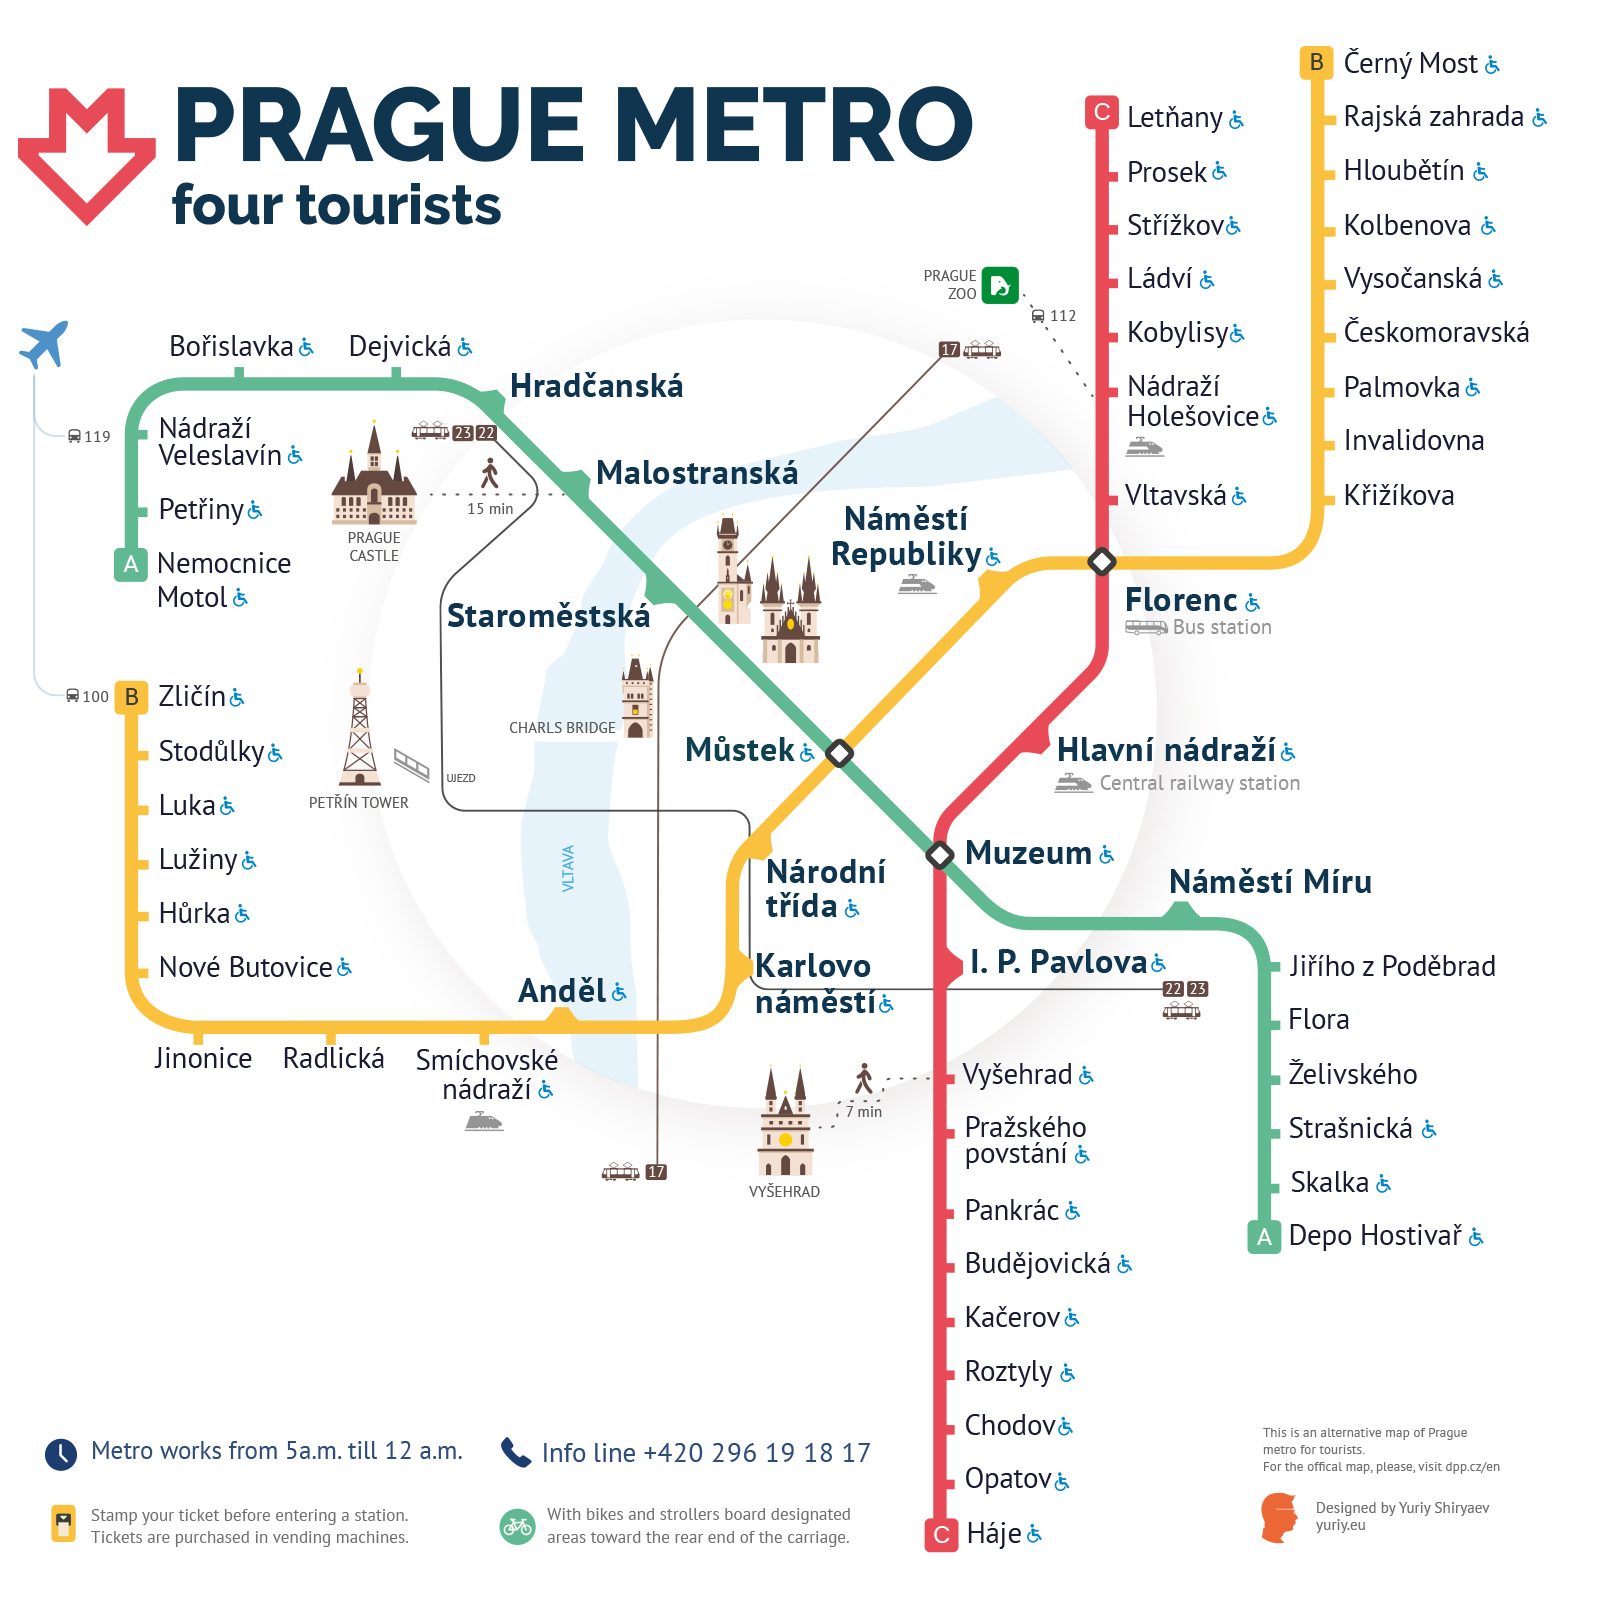 PRAGUE METRO
four tourists
B
Černý Most
Rajská zahrada
Hloubětín
Kolbenova
Vysočanská
Českomoravská
Palmovka
Invalidovna
Křižíkova
C
Letňany
Prosek
Střížkov
Ládví
Kobylisy
Nádraží
Holešovice
Vltavská
PRAGUE
ZOO
112
17
Bořislavka
Dejvická
Hradčanská
119
Nádraží
Veleslavín
Petřiny
A
Nemocnice
Motol
23 22
15 min
PRAGUE
CASTLE
Malostranská
Staroměstská
Náměstí
Republiky
Florenc
Bus station
100
B
Zličín
Stodůlky
Luka
Lužiny
Hůrka
Nové Butovice
PETŘÍN TOWER
UJEZD
CHARLS BRIDGE
Můstek
Hlavní nádraží
Central railway station
Muzeum
Náměstí Míru
VLTAVA
Národní
třída
Karlovo
náměstí
Anděl
I. P. Pavlova
22 23
Jinonice
Radlická
Smíchovské
nádraží
17
VYŠEHRAD
7 min
Jiřího z Poděbrad
Flora
Želivského
Strašnická
Skalka
A
Depo Hostivař
Vyšehrad
Pražského
povstání
Pankrác
Budějovická
Kačerov
Roztyly
Chodov
Opatov
C
Háje
Metro works from 5a.m. till 12 a.m.
Info line +420 296 19 18 17
Stamp your ticket before entering a station.
Tickets are purchased in vending machines.
With bikes and strollers board designated
areas toward the rear end of the carriage.
This is an alternative map of Prague
metro for tourists.
For the offical map, please, visit dpp.cz/en
Designed by Yuriy Shiryaev
yuriy.eu